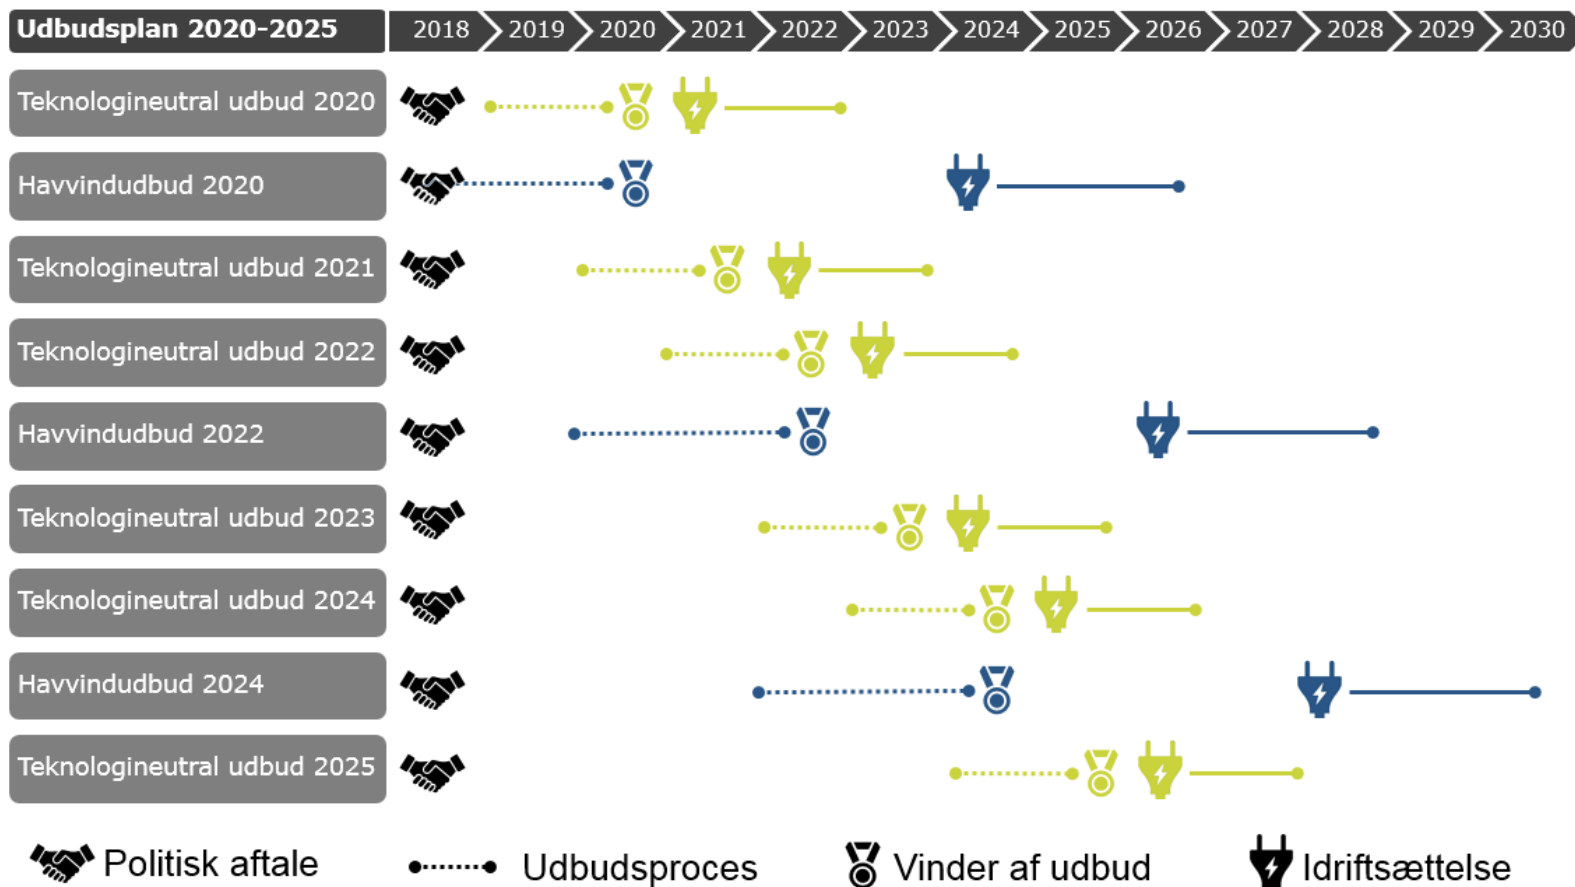 Udbudsplan 2020-2025 2018 2019 2020 2021 2022 2023 2024 2025 2026 2027 2028 2029 2030
Teknologineutral udbud 2020
Havvindudbud 2020
Teknologineutral udbud 2021
Teknologineutral udbud 2022
Havvindudbud 2022
Teknologineutral udbud 2023
Teknologineutral udbud 2024
Havvindudbud 2024
Teknologineutral udbud 2025
Politisk aftale Udbudsproces Vinder af udbud Idriftsættelse